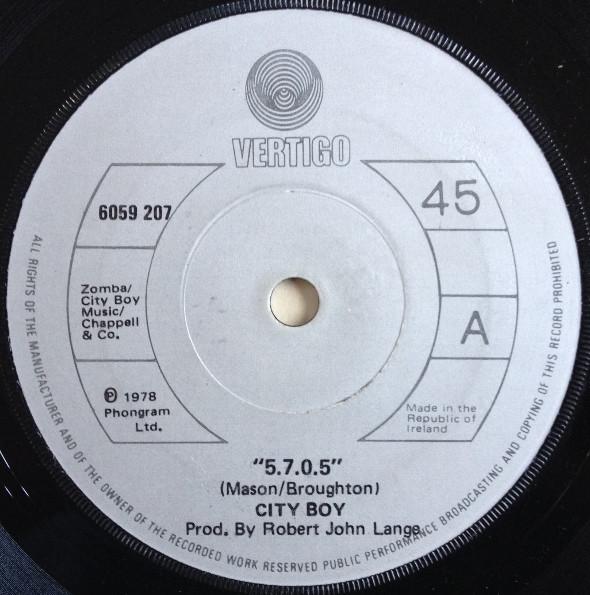 VERTIGO
6059 207
45
Zomba/
City Boy
Music/
Chappell
& Co.
A
℗ 1978
Phongram
Ltd.
Made in the
Republic of
Ireland
"5.7.0.5"
(Mason/Broughton)
CITY BOY
Prod. By Robert John Lange
ALL RIGHTS OF THE MANUFACTURER AND OF THE OWNER OF THE RECORDED WORK RESERVED PUBLIC PERFORMANCE BROADCASTING AND COPYING OF THIS RECORD PROHIBITED